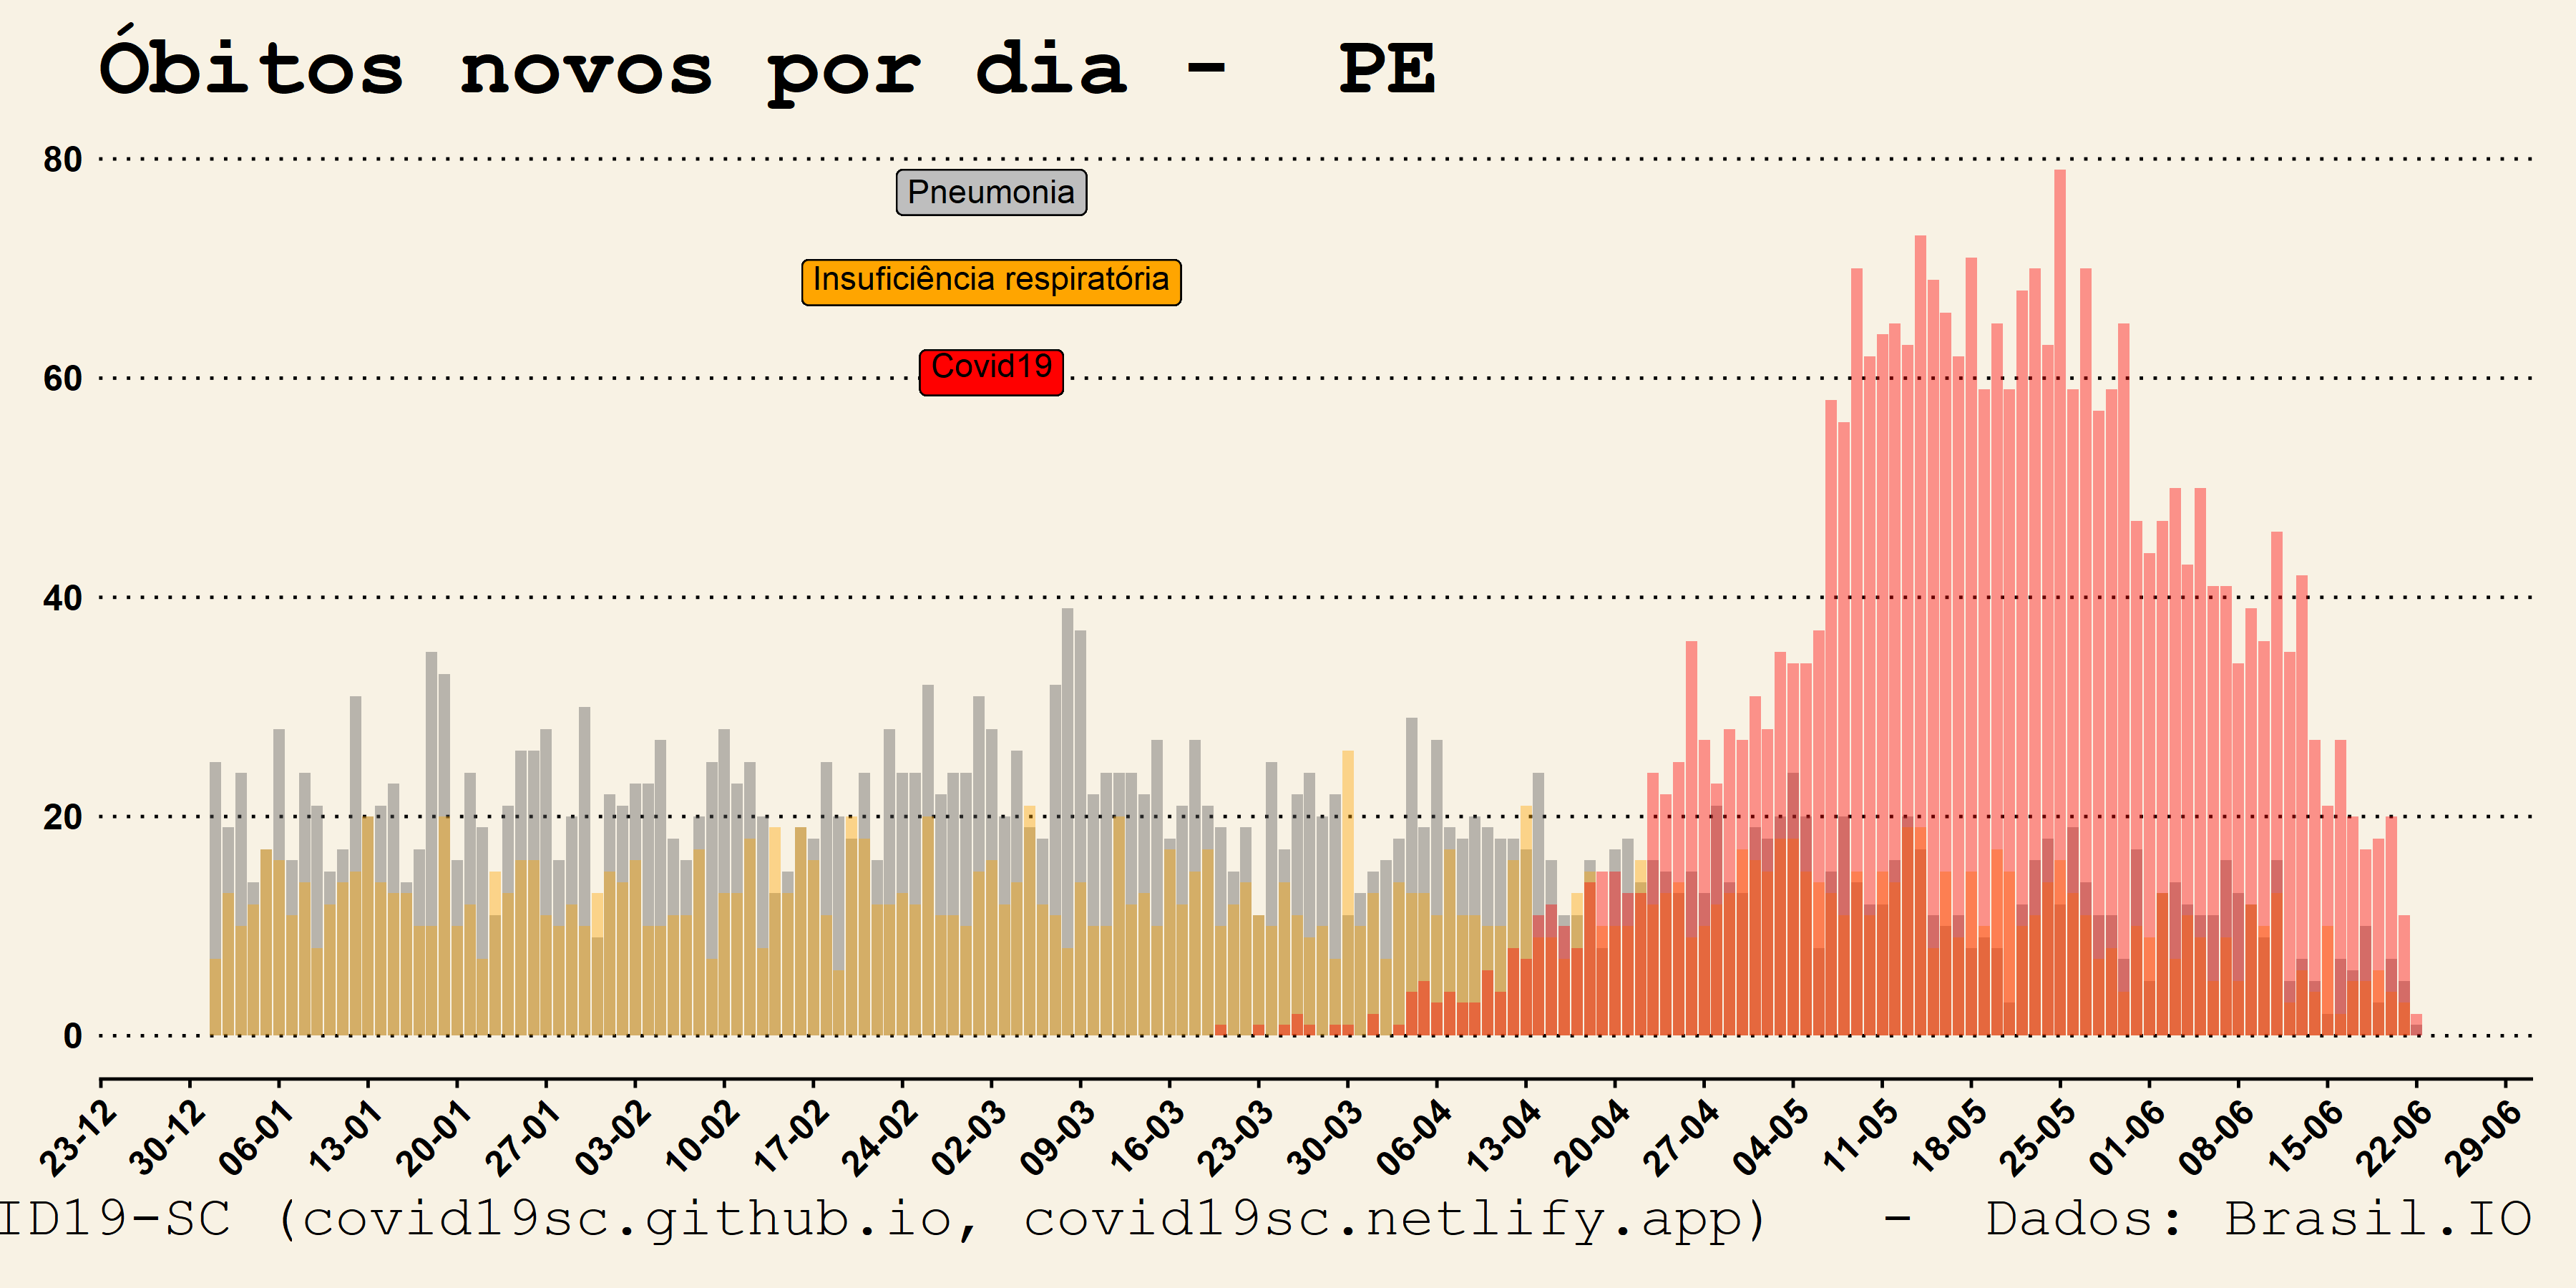 Óbitos novos por dia - PE
80
Pneumonia
Insuficiência respiratória
60
Covid19
40
20
0
23-12 30-12 06-01 13-01 20-01 27-01 03-02 10-02 17-02 24-02 02-03 09-03 16-03 23-03 30-03 06-04 13-04 20-04 27-04 04-05 11-05 18-05 25-05 01-06 08-06 15-06 22-06 29-06
ID19-SC (covid19sc.github.io, covid19sc.netlify.app) - Dados: Brasil.IO